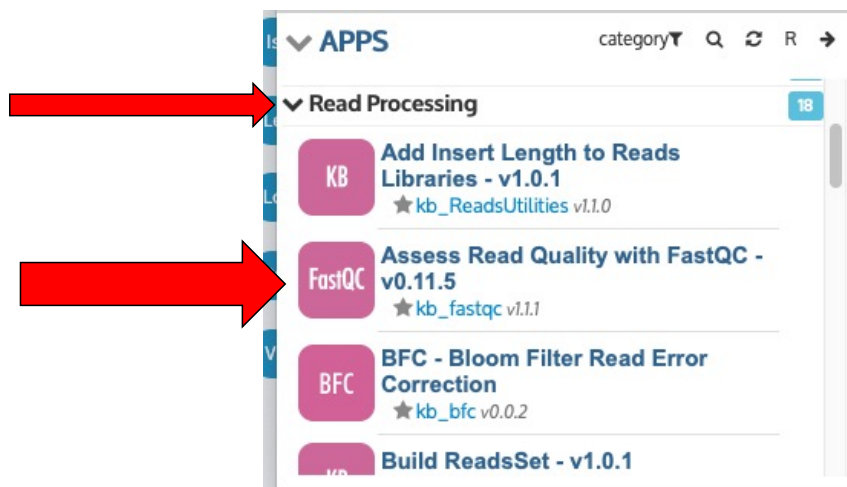 APPS category R
Read Processing 18
KB Add Insert Length to Reads
Libraries - v1.0.1
kb_ReadsUtilities v1.1.0
FastQC Assess Read Quality with FastQC -
v0.11.5
kb_fastqc v1.1.1
BFC BFC - Bloom Filter Read Error
Correction
kb_bfc v0.0.2
Build ReadsSet - v1.0.1